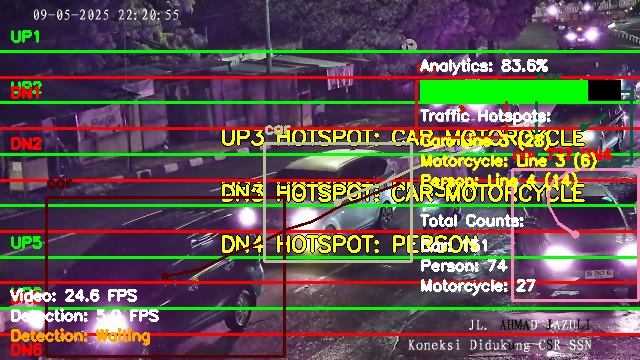 09-05-2025 22:20:55
UP1
Analytics: 83.6%
DN1
Traffic Hotspots:
UP3 HOTSPOT: CAR-MOTORCYCLE
car
DN2
Motorcycle: Line 3 (6)
Person: Line 4 (14)
car
DN3 HOTSPOT: CAR-MOTORCYCLE
Total Counts:
UP5
DN4 HOTSPOT: PERSON
Person: 74
Motorcycle: 27
Video: 24.6 FPS
Detection: FPS
Detection: Waiting
DN6
JL. AHMAD JAZULI
Koneksi Didukung CSR SSN